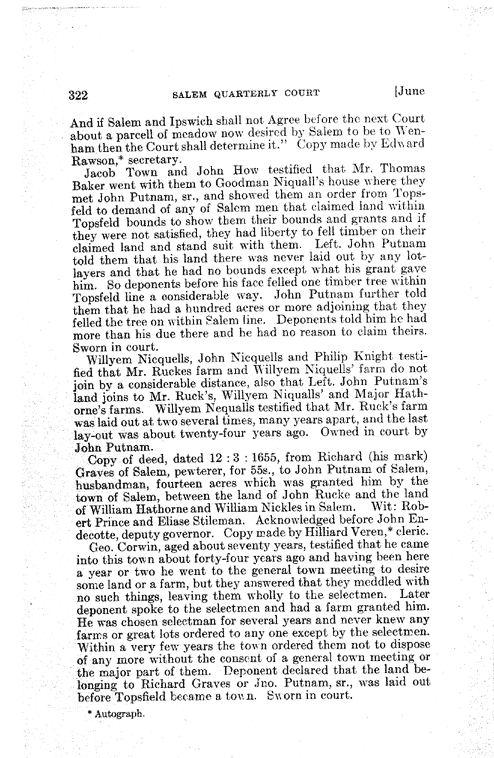 322 SALEM QUARTERLY COURT [June
And if Salem and Ipswich shall not Agree before the next Court
about a parcell of meadow now desired by Salem to be to Wen-
ham then the Court shall determine it." Copy made by Edward
Rawson,* secretary.
Jacob Town and John How testified that Mr. Thomas
Baker went with them to Goodman Niquall's house where they
met John Putnam, sr., and showed them an order from Tops-
feld to demand of any of Salem men that claimed land within
Topsfeld bounds to show them their bounds and grants and if
they were not satisfied, they had liberty to fell timber on their
claimed land and stand suit with them. Left. John Putnam
told them that his land there was never laid out by any lot-
layers and that he had no bounds except what his grant gave
him. So deponents before his face felled one timber tree within
Topsfeld line a considerable way. John Putnam further told
them that he had a hundred acres or more adjoining that they
felled the tree on within Salem line. Deponents told him he had
more than his due there and he had no reason to claim theirs.
Sworn in court.
Willyem Nicquells, John Nicquells and Philip Knight testi-
fied that Mr. Ruckes farm and Willyem Niquells' farm do not
join by a considerable distance, also that Left. John Putnam's
land joins to Mr. Ruck's, Willyem Niqualls' and Major Hath-
orne's farms. Willyem Nequalls testified that Mr. Ruck's farm
was laid out at two several times, many years apart, and the last
lay-out was about twenty-four years ago. Owned in court by
John Putnam.
Copy of deed, dated 12 : 3 : 1655, from Richard (his mark)
Graves of Salem, pewterer, for 55s., to John Putnam of Salem,
husbandman, fourteen acres which was granted him by the
town of Salem, between the land of John Rucke and the land
of William Hathorne and William Nickles in Salem. Wit: Rob-
ert Prince and Eliase Stileman. Acknowledged before John En-
decotte, deputy governor. Copy made by Hilliard Veren,* cleric.
Geo. Corwin, aged about seventy years, testified that he came
into this town about forty-four years ago and having been here
a year or two he went to the general town meeting to desire
some land or a farm, but they answered that they meddled with
no such things, leaving them wholly to the selectmen. Later
deponent spoke to the selectmen and had a farm granted him.
He was chosen selectman for several years and never knew any
farms or great lots ordered to any one except by the selectmen.
Within a very few years the town ordered them not to dispose
of any more without the consent of a general town meeting or
the major part of them. Deponent declared that the land be-
longing to Richard Graves or Jno. Putnam, sr., was laid out
before Topsfield became a town. Sworn in court.
* Autograph.